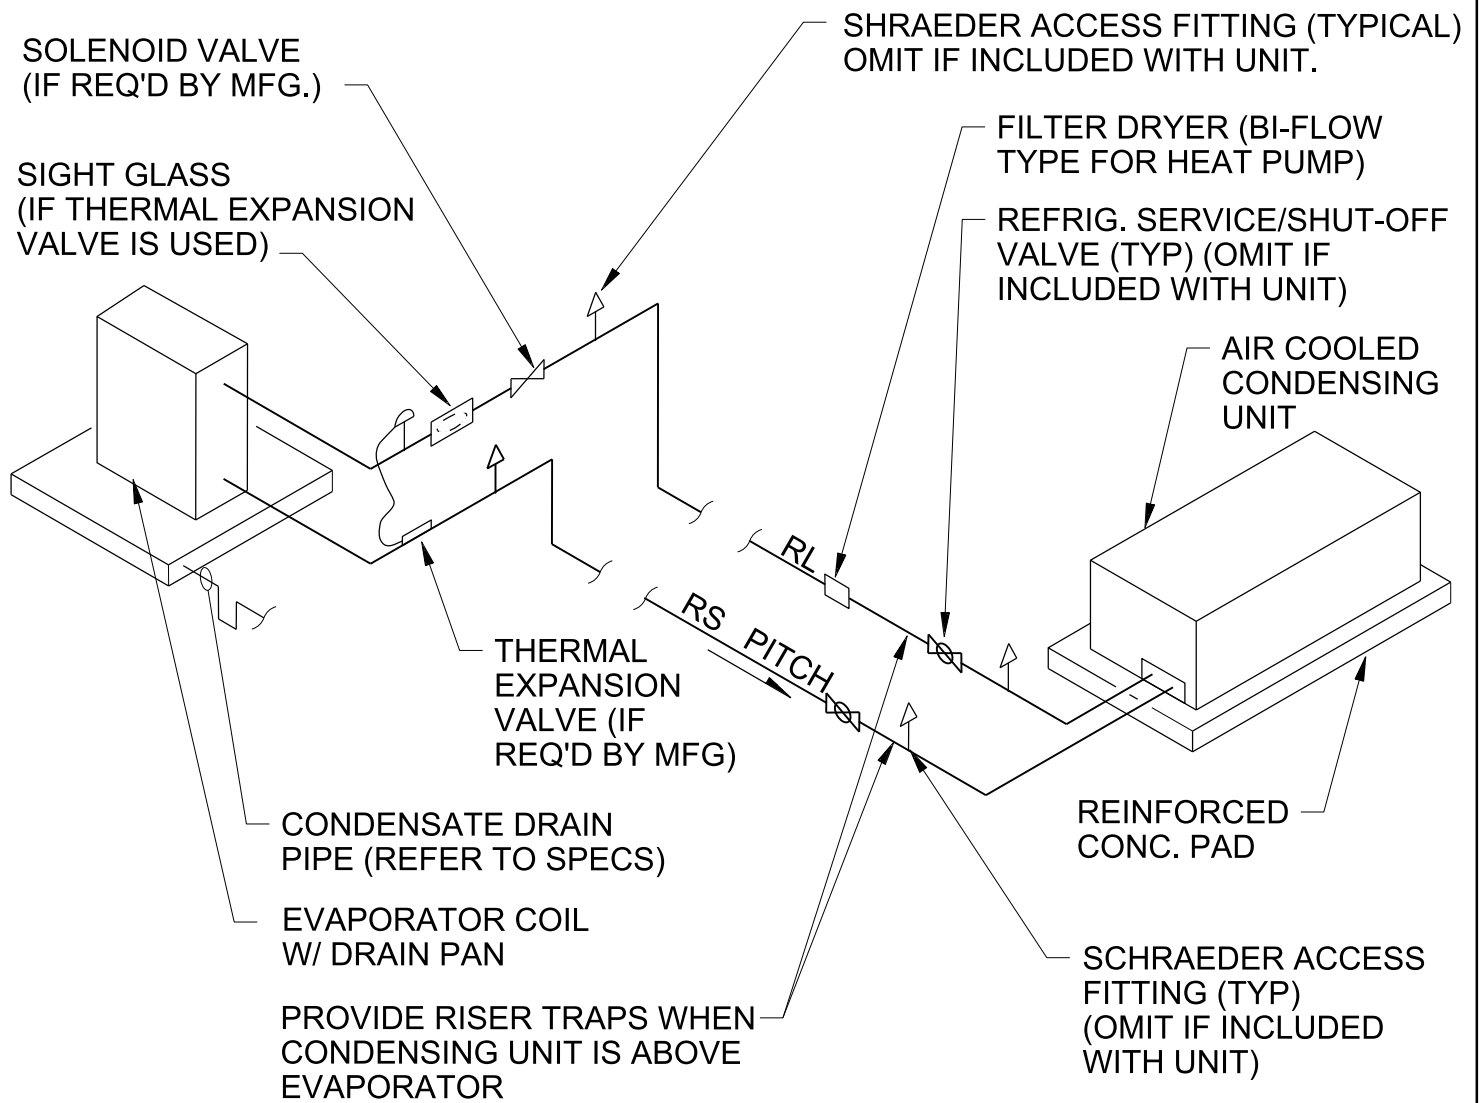 SOLENOID VALVE
(IF REQ'D BY MFG.)
SHRAEDER ACCESS FITTING (TYPICAL)
OMIT IF INCLUDED WITH UNIT.
FILTER DRYER (BI-FLOW
TYPE FOR HEAT PUMP)
SIGHT GLASS
(IF THERMAL EXPANSION
VALVE IS USED)
REFRIG. SERVICE/SHUT-OFF
VALVE (TYP) (OMIT IF
INCLUDED WITH UNIT)
AIR COOLED
CONDENSING
UNIT
RL
RS PITCH
THERMAL
EXPANSION
VALVE (IF
REQ'D BY MFG)
CONDENSATE DRAIN
PIPE (REFER TO SPECS)
REINFORCED
CONC. PAD
EVAPORATOR COIL
W/ DRAIN PAN
SCHRAEDER ACCESS
FITTING (TYP)
(OMIT IF INCLUDED
WITH UNIT)
PROVIDE RISER TRAPS WHEN
CONDENSING UNIT IS ABOVE
EVAPORATOR